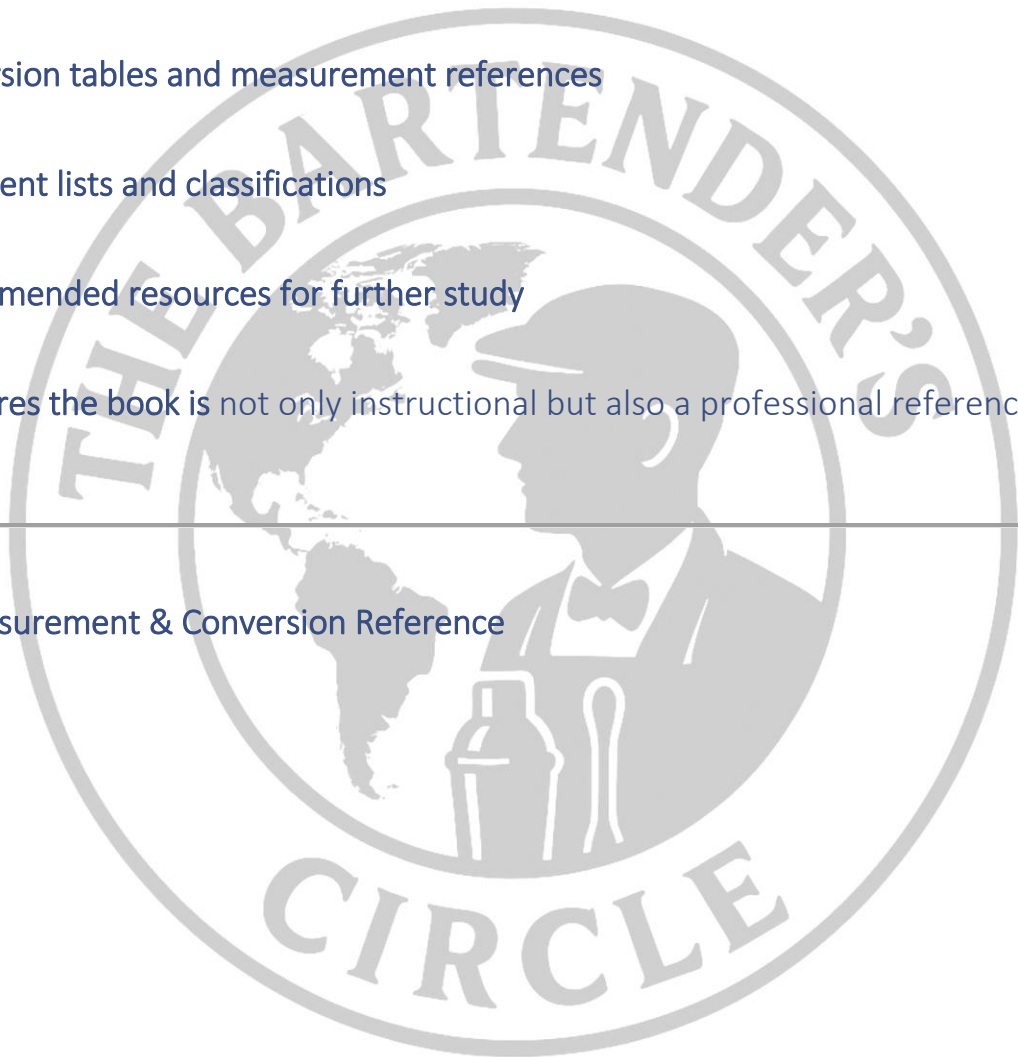 rsion tables and measurement references
ent lists and classifications
mended resources for further study
res the book is not only instructional but also a professional referenc
surement & Conversion Reference
THE BARTENDER'S
CIRCLE